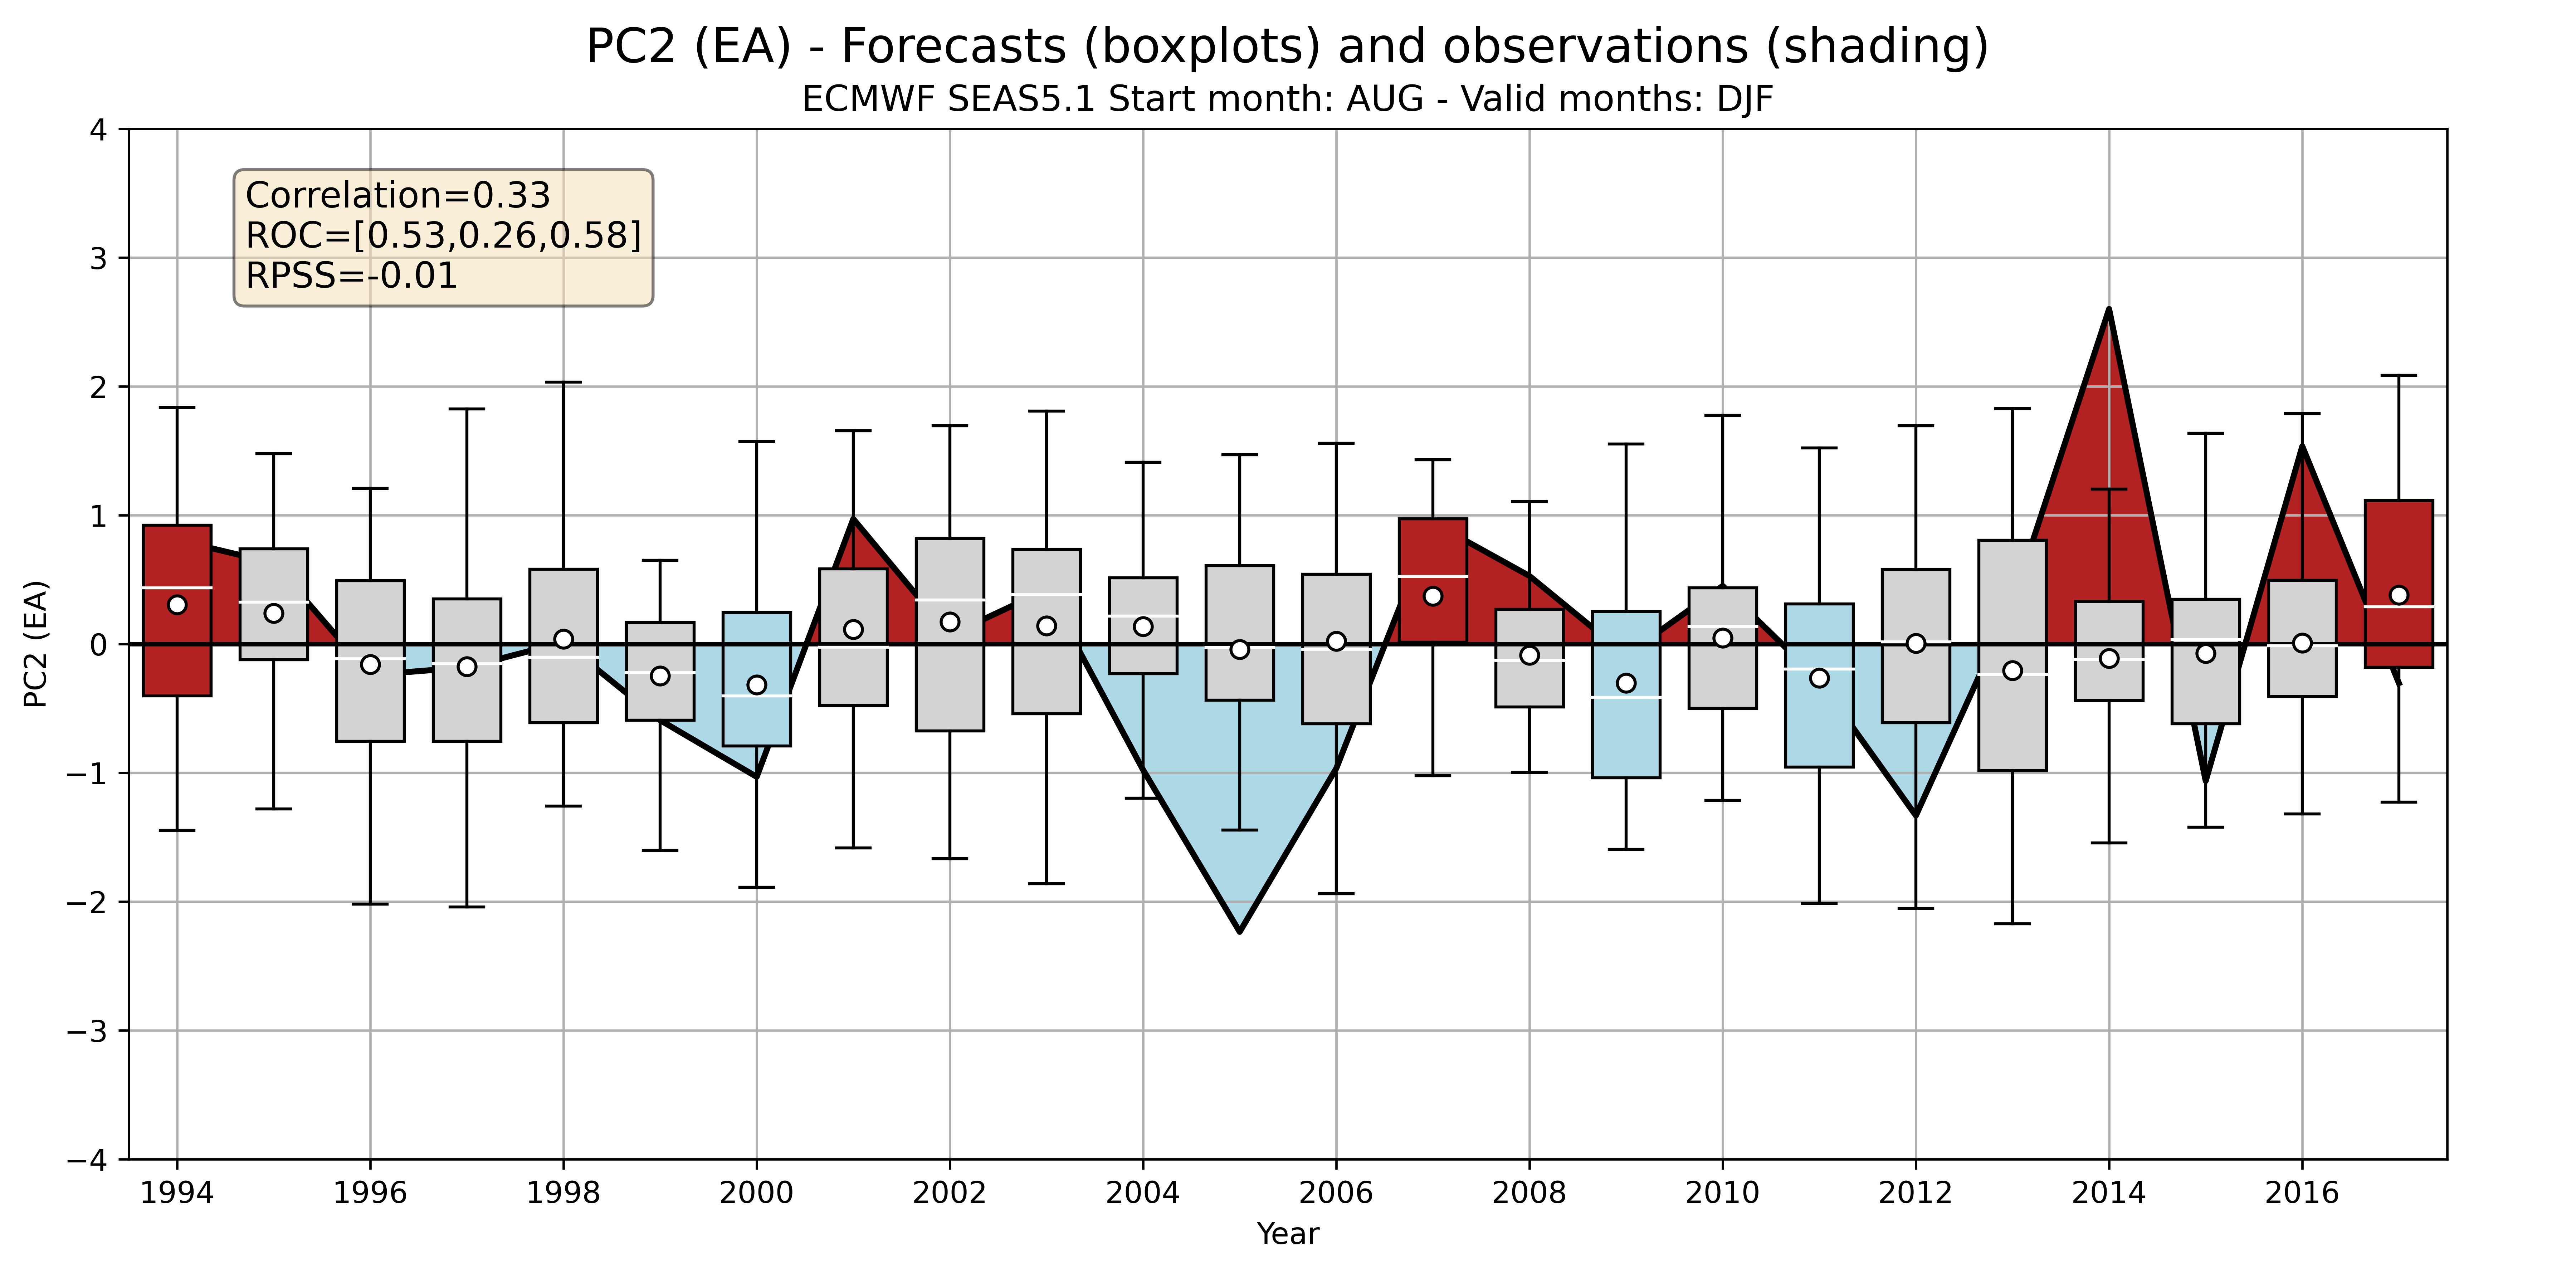 PC2 (EA) - Forecasts (boxplots) and observations (shading)
ECMWF SEAS5.1 Start month: AUG - Valid months: DJF
Correlation=0.33
ROC=[0.53,0.26,0.58]
RPSS=-0.01
4
3
2
1
0
−1
−2
−3
−4
PC2 (EA)
1994 1996 1998 2000 2002 2004 2006 2008 2010 2012 2014 2016
Year